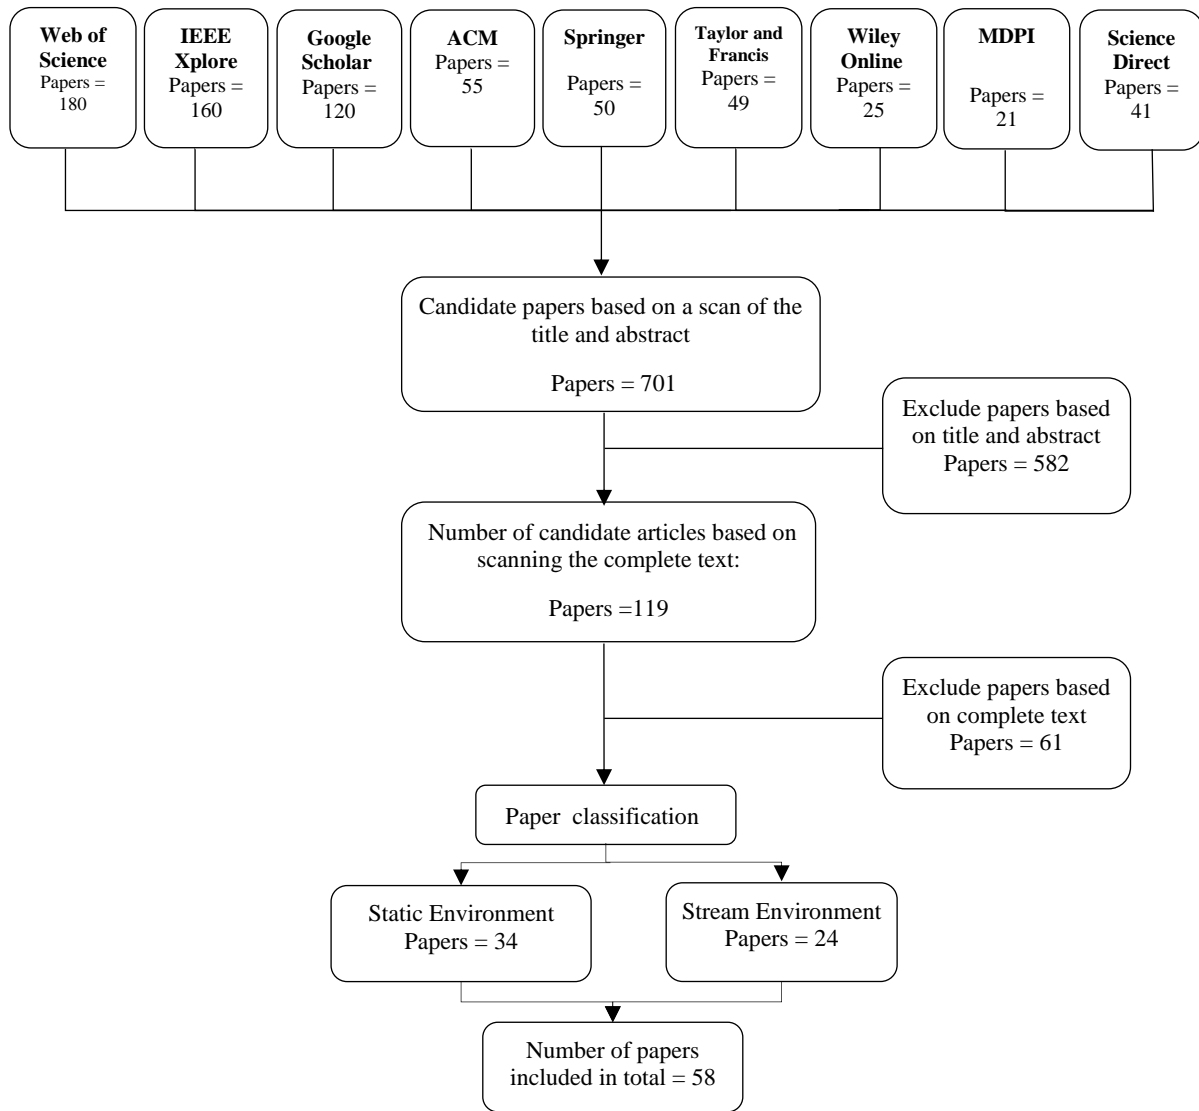 Web of
Science
Papers =
180
IEEE
Xplore
Papers =
160
Google
Scholar
Papers =
120
ACM
Papers =
55
Springer
Papers =
50
Taylor and
Francis
Papers =
49
Wiley
Online
Papers =
25
MDPI
Papers =
21
Science
Direct
Papers =
41
Candidate papers based on a scan of the
title and abstract
Papers = 701
Exclude papers based
on title and abstract
Papers = 582
Number of candidate articles based on
scanning the complete text:
Papers =119
Exclude papers based
on complete text
Papers = 61
Paper classification
Static Environment
Papers = 34
Stream Environment
Papers = 24
Number of papers
included in total = 58